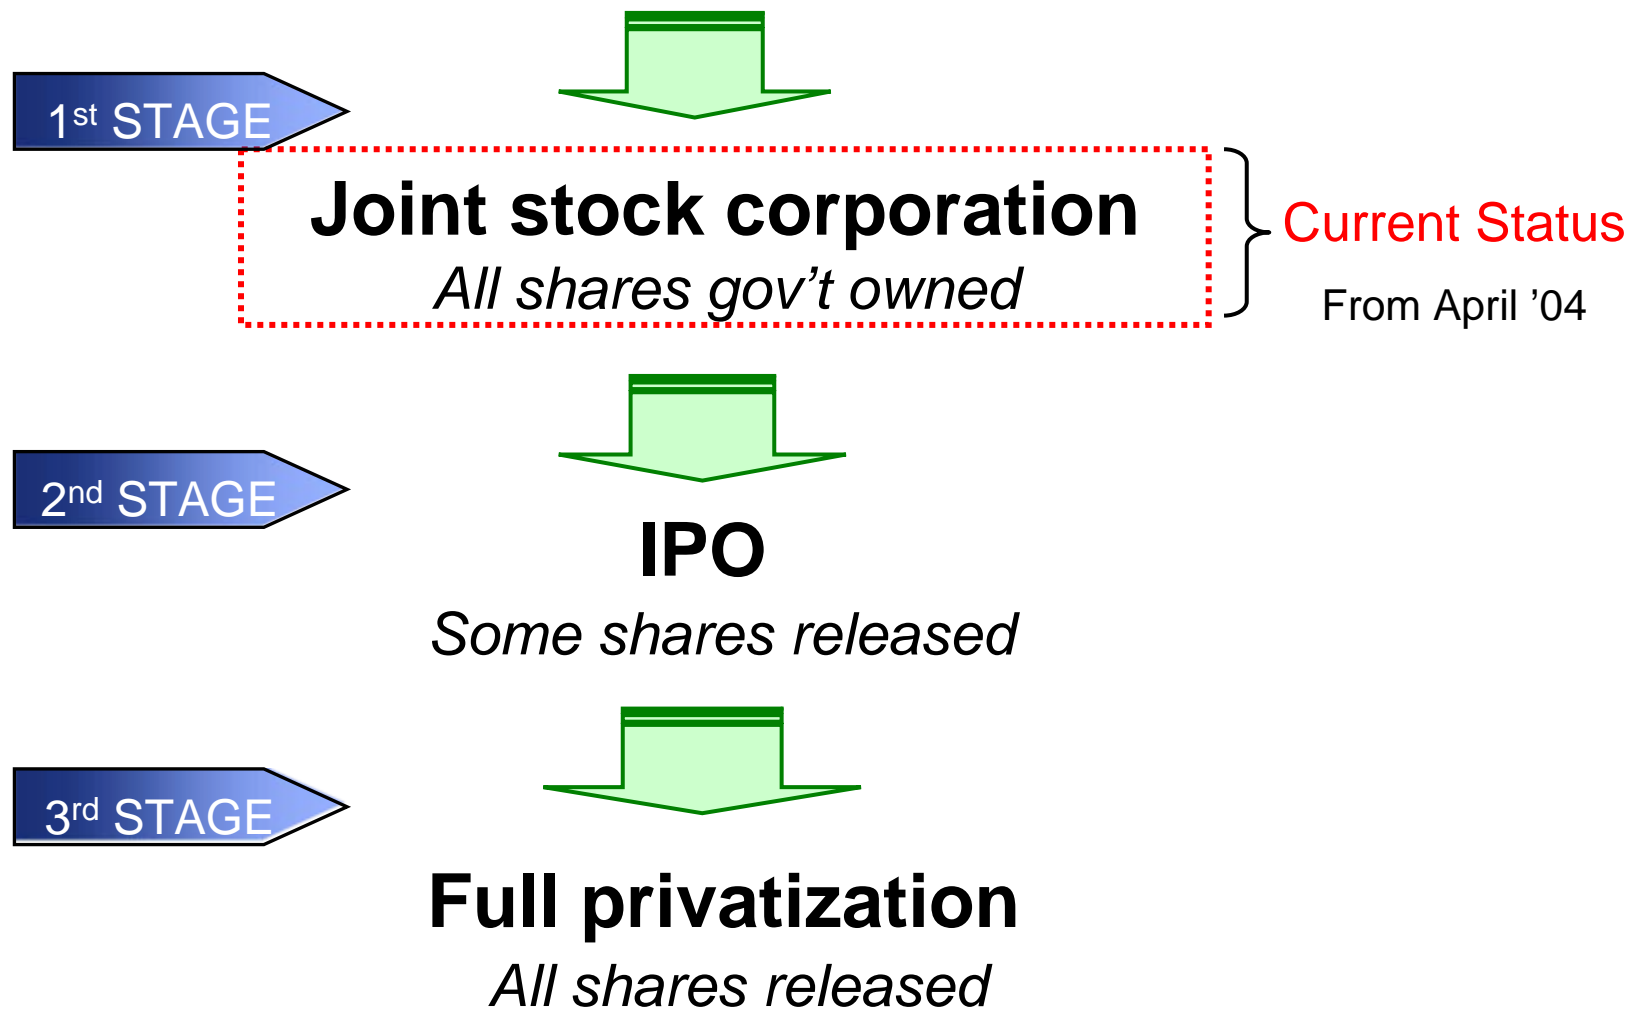 1st STAGE
Joint stock corporation
All shares gov’t owned
Current Status
From April ’04
2nd STAGE
IPO
Some shares released
3rd STAGE
Full privatization
All shares released